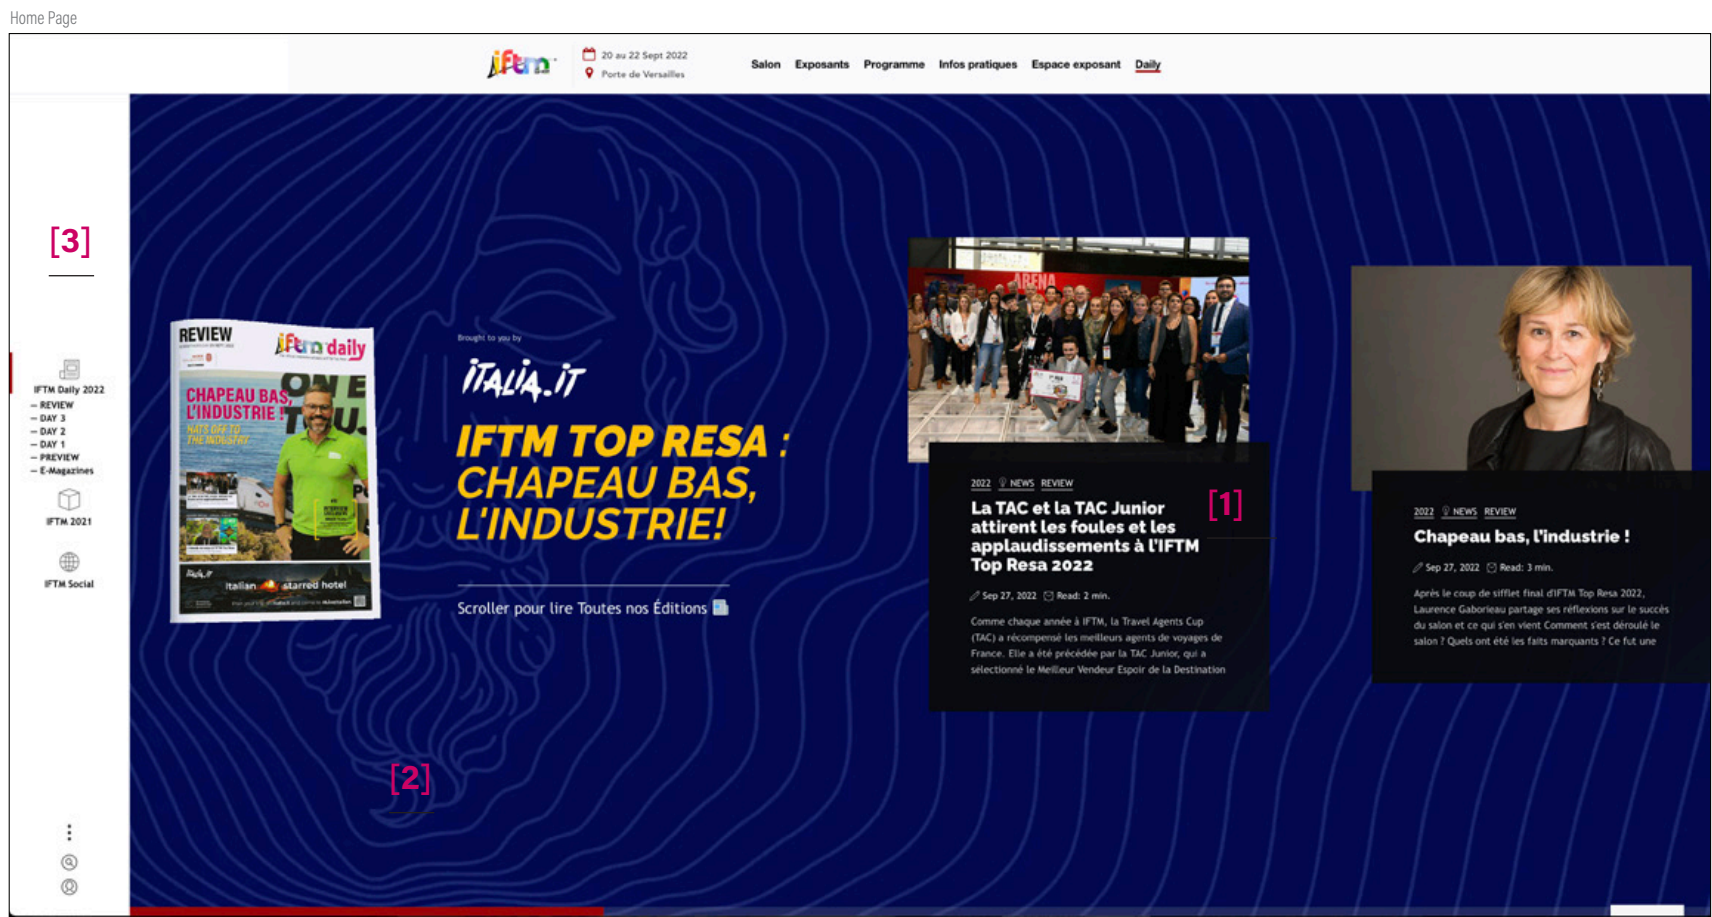 Home Page
iftm
20 au 22 Sept 2022
Porte de Versailles
Salon Exposants Programme Infos pratiques Espace exposant Daily
[3]
IFTM Daily 2022
– REVIEW
– DAY 3
– DAY 2
– DAY 1
– PREVIEW
– E-Magazines
IFTM 2021
IFTM Social
REVIEW
iftm daily
CHAPEAU BAS,
L'INDUSTRIE !
HATS OFF TO
THE INDUSTRY
italian starred hotel
Brought to you by
ITALIA.IT
IFTM TOP RESA :
CHAPEAU BAS,
L'INDUSTRIE!
Scroller pour lire Toutes nos Éditions
[2]
ARENA
2022 NEWS REVIEW
[1]
La TAC et la TAC Junior
attirent les foules et les
applaudissements à l'IFTM
Top Resa 2022
Sep 27, 2022 Read: 2 min.
Comme chaque année à IFTM, la Travel Agents Cup
(TAC) a récompensé les meilleurs agents de voyages de
France. Elle a été précédée par la TAC Junior, qui a
sélectionné le Meilleur Vendeur Espoir de la Destination
2022 NEWS REVIEW
Chapeau bas, l'industrie !
Sep 27, 2022 Read: 3 min.
Après le coup de sifflet final d'IFTM Top Resa 2022,
Laurence Gaborieau partage ses réflexions sur le succès
du salon et ce qui s'en vient Comment s'est déroulé le
salon ? Quels ont été les faits marquants ? Ce fut une